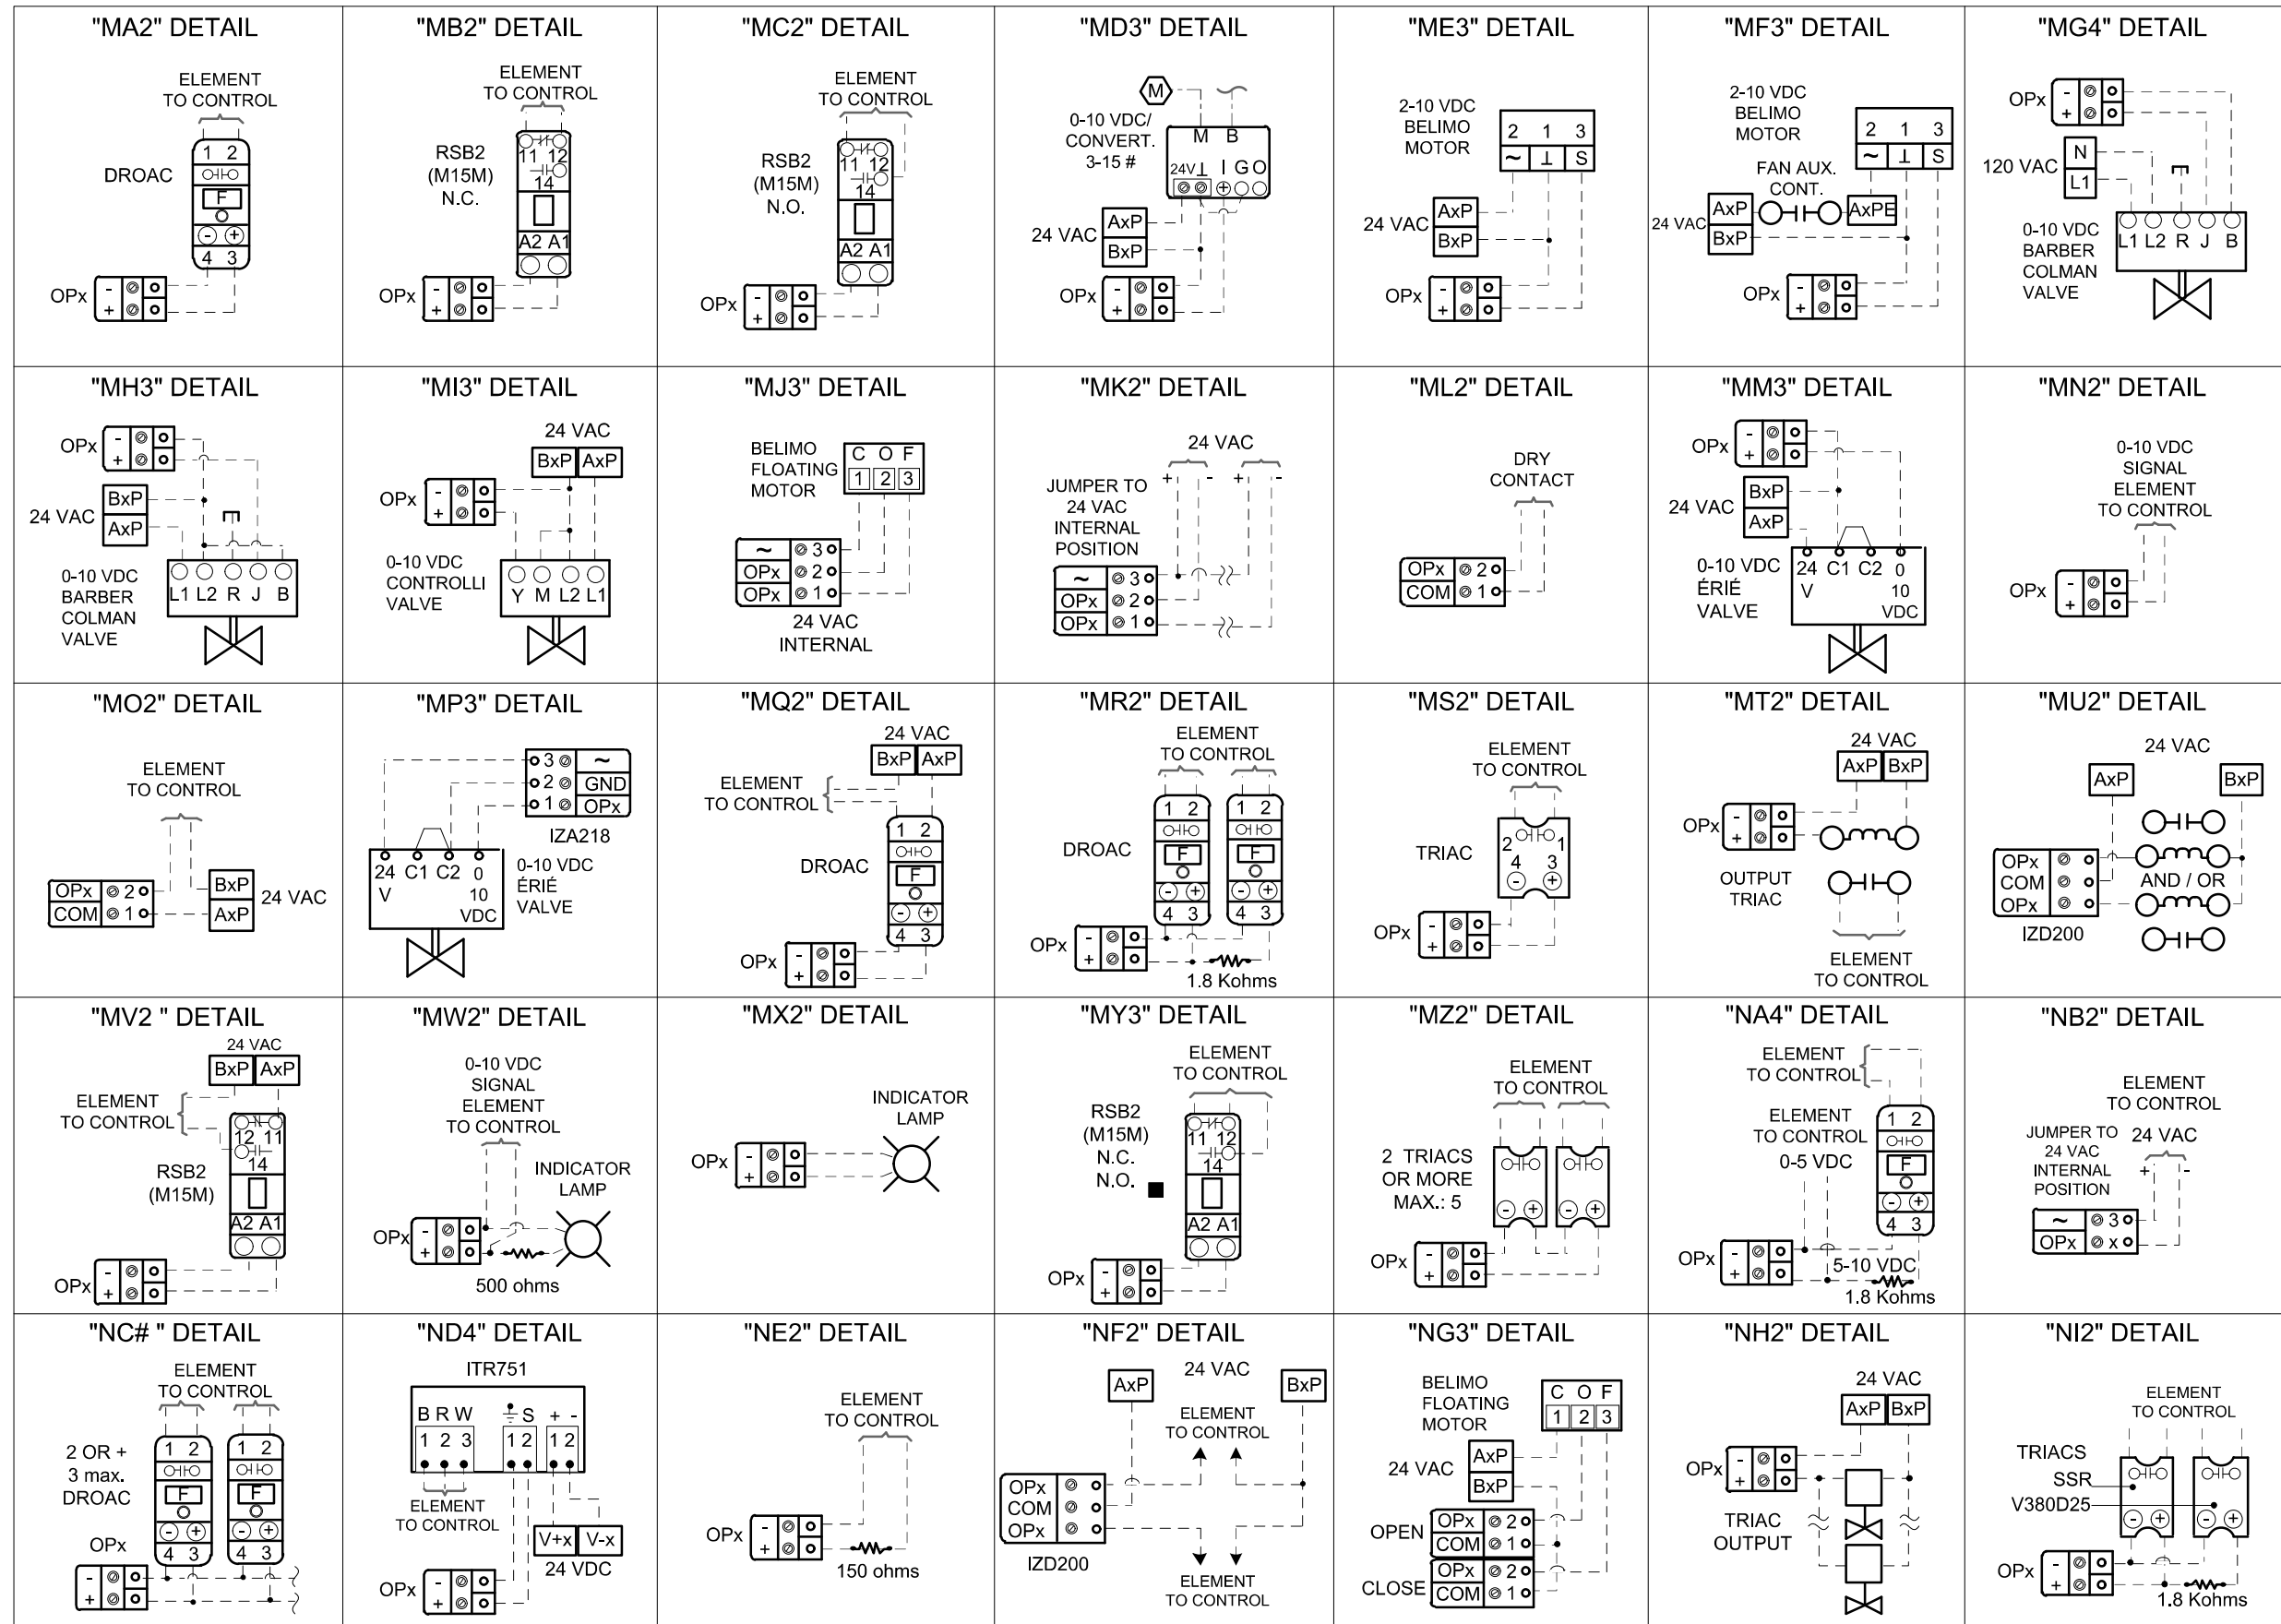 "MA2" DETAIL
ELEMENT
TO CONTROL
1 2
DROAC
F
- +
4 3
OPx
-
+
"MB2" DETAIL
ELEMENT
TO CONTROL
11 12
14
RSB2
(M15M)
N.C.
A2 A1
OPx
-
+
"MC2" DETAIL
ELEMENT
TO CONTROL
11 12
14
RSB2
(M15M)
N.O.
A2 A1
OPx
-
+
"MD3" DETAIL
M
0-10 VDC/
CONVERT.
3-15 #
M B
24V ⊥ I G O
+
24 VAC
AxP
BxP
OPx
-
+
"ME3" DETAIL
2-10 VDC
BELIMO
MOTOR
2 1 3
~ ⊥ S
24 VAC
AxP
BxP
OPx
-
+
"MF3" DETAIL
2-10 VDC
BELIMO
MOTOR
2 1 3
~ ⊥ S
FAN AUX.
CONT.
AxP
AxPE
24 VAC
BxP
OPx
-
+
"MG4" DETAIL
OPx
-
+
120 VAC
N
L1
0-10 VDC
BARBER
COLMAN
VALVE
L1 L2 R J B
"MH3" DETAIL
OPx
-
+
24 VAC
BxP
AxP
0-10 VDC
BARBER
COLMAN
VALVE
L1 L2 R J B
"MI3" DETAIL
24 VAC
BxP AxP
OPx
-
+
0-10 VDC
CONTROLLI
VALVE
Y M L2 L1
"MJ3" DETAIL
BELIMO
FLOATING
MOTOR
C O F
1 2 3
~ 3
OPx 2
OPx 1
24 VAC
INTERNAL
"MK2" DETAIL
24 VAC
+ - + -
JUMPER TO
24 VAC
INTERNAL
POSITION
~ 3
OPx 2
OPx 1
"ML2" DETAIL
DRY
CONTACT
OPx 2
COM 1
"MM3" DETAIL
OPx
-
+
24 VAC
BxP
AxP
0-10 VDC
ÉRIÉ
VALVE
24 C1 C2 0
V 10
VDC
"MN2" DETAIL
0-10 VDC
SIGNAL
ELEMENT
TO CONTROL
OPx
-
+
"MO2" DETAIL
ELEMENT
TO CONTROL
OPx 2
COM 1
BxP
AxP
24 VAC
"MP3" DETAIL
3 ~
2 GND
1 OPx
IZA218
24 C1 C2 0
V 10
VDC
0-10 VDC
ÉRIÉ
VALVE
"MQ2" DETAIL
24 VAC
BxP AxP
ELEMENT
TO CONTROL
1 2
DROAC
F
- +
4 3
OPx
-
+
"MR2" DETAIL
ELEMENT
TO CONTROL
1 2 1 2
DROAC
F F
- + - +
4 3 4 3
OPx
-
+
1.8 Kohms
"MS2" DETAIL
ELEMENT
TO CONTROL
TRIAC
2 1
4 3
- +
OPx
-
+
"MT2" DETAIL
24 VAC
AxP BxP
OPx
-
+
OUTPUT
TRIAC
ELEMENT
TO CONTROL
"MU2" DETAIL
24 VAC
AxP BxP
OPx
COM
OPx
AND / OR
IZD200
"MV2 " DETAIL
24 VAC
BxP AxP
ELEMENT
TO CONTROL
12 11
14
RSB2
(M15M)
A2 A1
OPx
-
+
"MW2" DETAIL
0-10 VDC
SIGNAL
ELEMENT
TO CONTROL
INDICATOR
LAMP
OPx
-
+
500 ohms
"MX2" DETAIL
INDICATOR
LAMP
OPx
-
+
"MY3" DETAIL
ELEMENT
TO CONTROL
RSB2
(M15M)
N.C.
N.O.
11 12
14
A2 A1
OPx
-
+
"MZ2" DETAIL
ELEMENT
TO CONTROL
2 TRIACS
OR MORE
MAX.: 5
- + - +
OPx
-
+
"NA4" DETAIL
ELEMENT
TO CONTROL
ELEMENT
TO CONTROL
0-5 VDC
1 2
F
- +
4 3
OPx
-
+
5-10 VDC
1.8 Kohms
"NB2" DETAIL
ELEMENT
TO CONTROL
JUMPER TO
24 VAC
INTERNAL
POSITION
24 VAC
+ -
~ 3
OPx x
"NC# " DETAIL
ELEMENT
TO CONTROL
2 OR +
3 max.
DROAC
1 2 1 2
F F
- + - +
4 3 4 3
OPx
-
+
"ND4" DETAIL
ITR751
B R W S + -
1 2 3 1 2 1 2
ELEMENT
TO CONTROL
V+x V-x
24 VDC
OPx
-
+
"NE2" DETAIL
ELEMENT
TO CONTROL
OPx
-
+
150 ohms
"NF2" DETAIL
24 VAC
AxP BxP
ELEMENT
TO CONTROL
OPx
COM
OPx
IZD200
ELEMENT
TO CONTROL
"NG3" DETAIL
BELIMO
FLOATING
MOTOR
C O F
1 2 3
24 VAC
AxP
BxP
OPEN
OPx 2
COM 1
CLOSE
OPx 2
COM 1
"NH2" DETAIL
24 VAC
AxP BxP
OPx
-
+
TRIAC
OUTPUT
"NI2" DETAIL
ELEMENT
TO CONTROL
TRIACS
SSR
V380D25
- + - +
OPx
-
+
1.8 Kohms